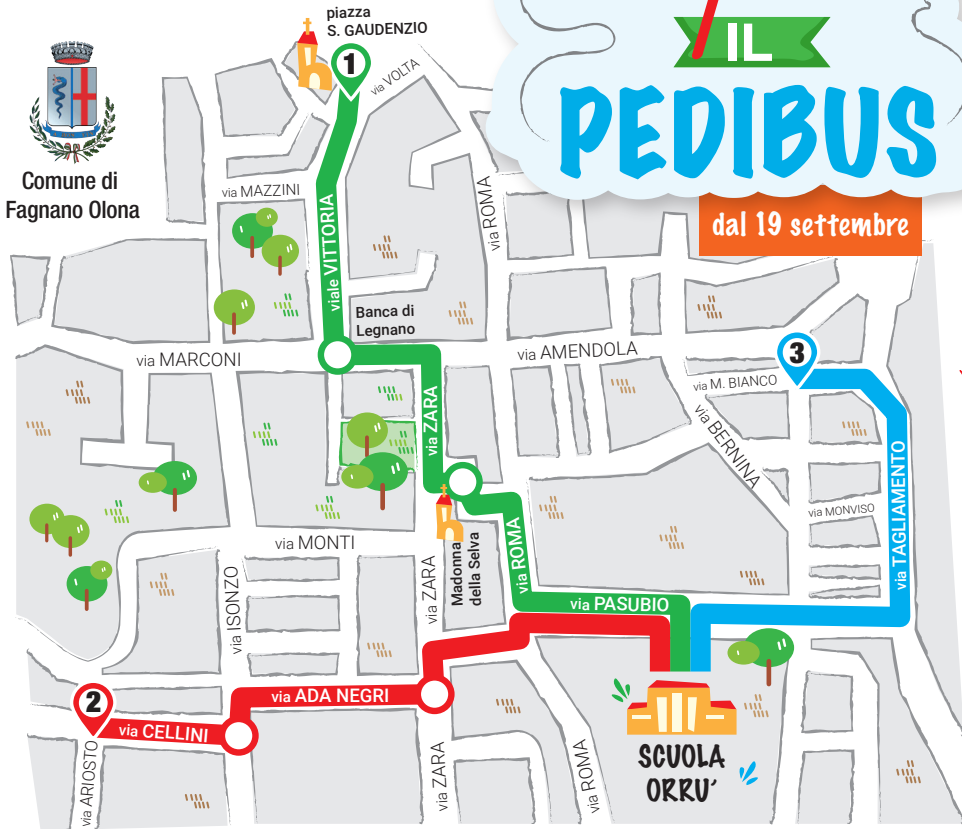 piazza
S. GAUDENZIO
1
via VOLTA
IL
PEDIBUS
dal 19 settembre
Comune di
Fagnano Olona
via MAZZINI
viale VITTORIA
via ROMA
Banca di
Legnano
via MARCONI
via AMENDOLA
3
via M. BIANCO
via BERNINA
via ZARA
via MONVISO
via TAGLIAMENTO
via MONTI
Madonna
della Selva
via ROMA
via ZARA
via ISONZO
via PASUBIO
2
via CELLINI
via ADA NEGRI
via ARIOSTO
via ZARA
via ROMA
SCUOLA
ORRU'